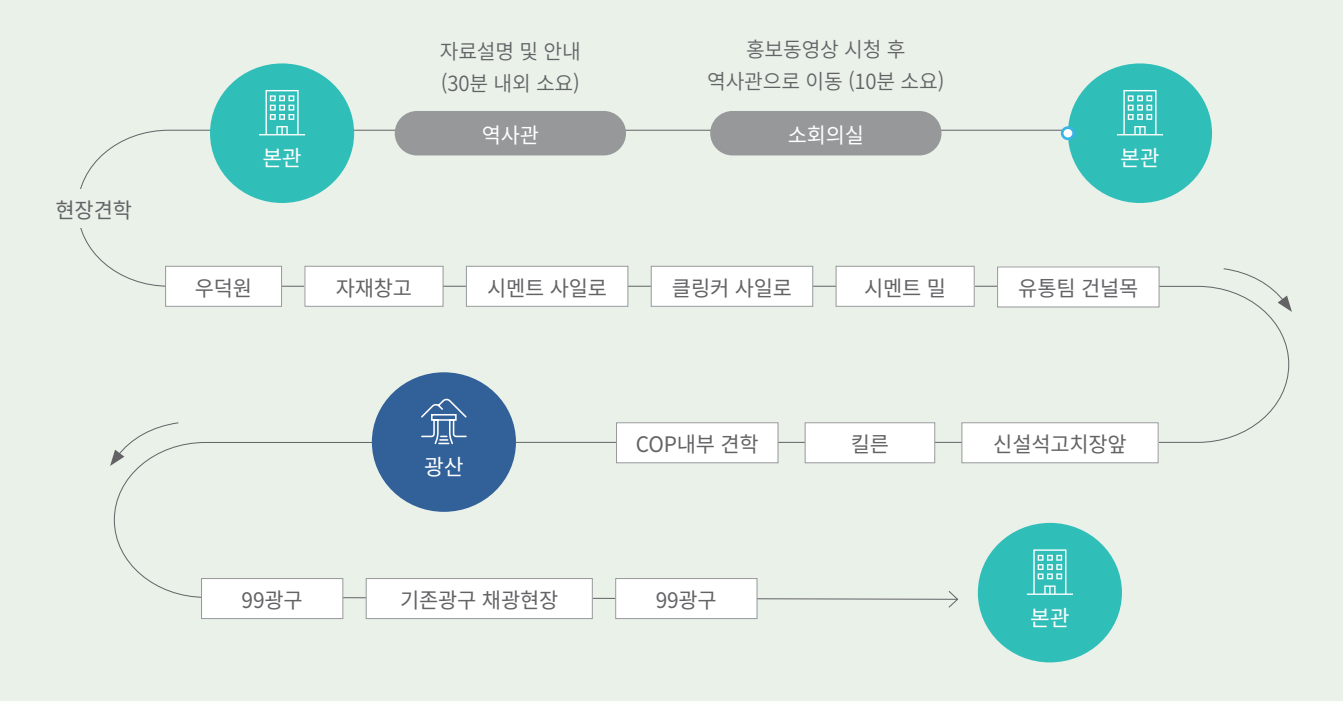 자료설명 및 안내
(30분 내외 소요)
홍보동영상 시청 후
역사관으로 이동 (10분 소요)
본관
역사관
소회의실
본관
현장견학
우덕원
자재창고
시멘트 사일로
클링커 사일로
시멘트 밀
유통팀 건널목
광산
COP내부 견학
킬른
신설석고치장앞
99광구
기존광구 채광현장
99광구
본관